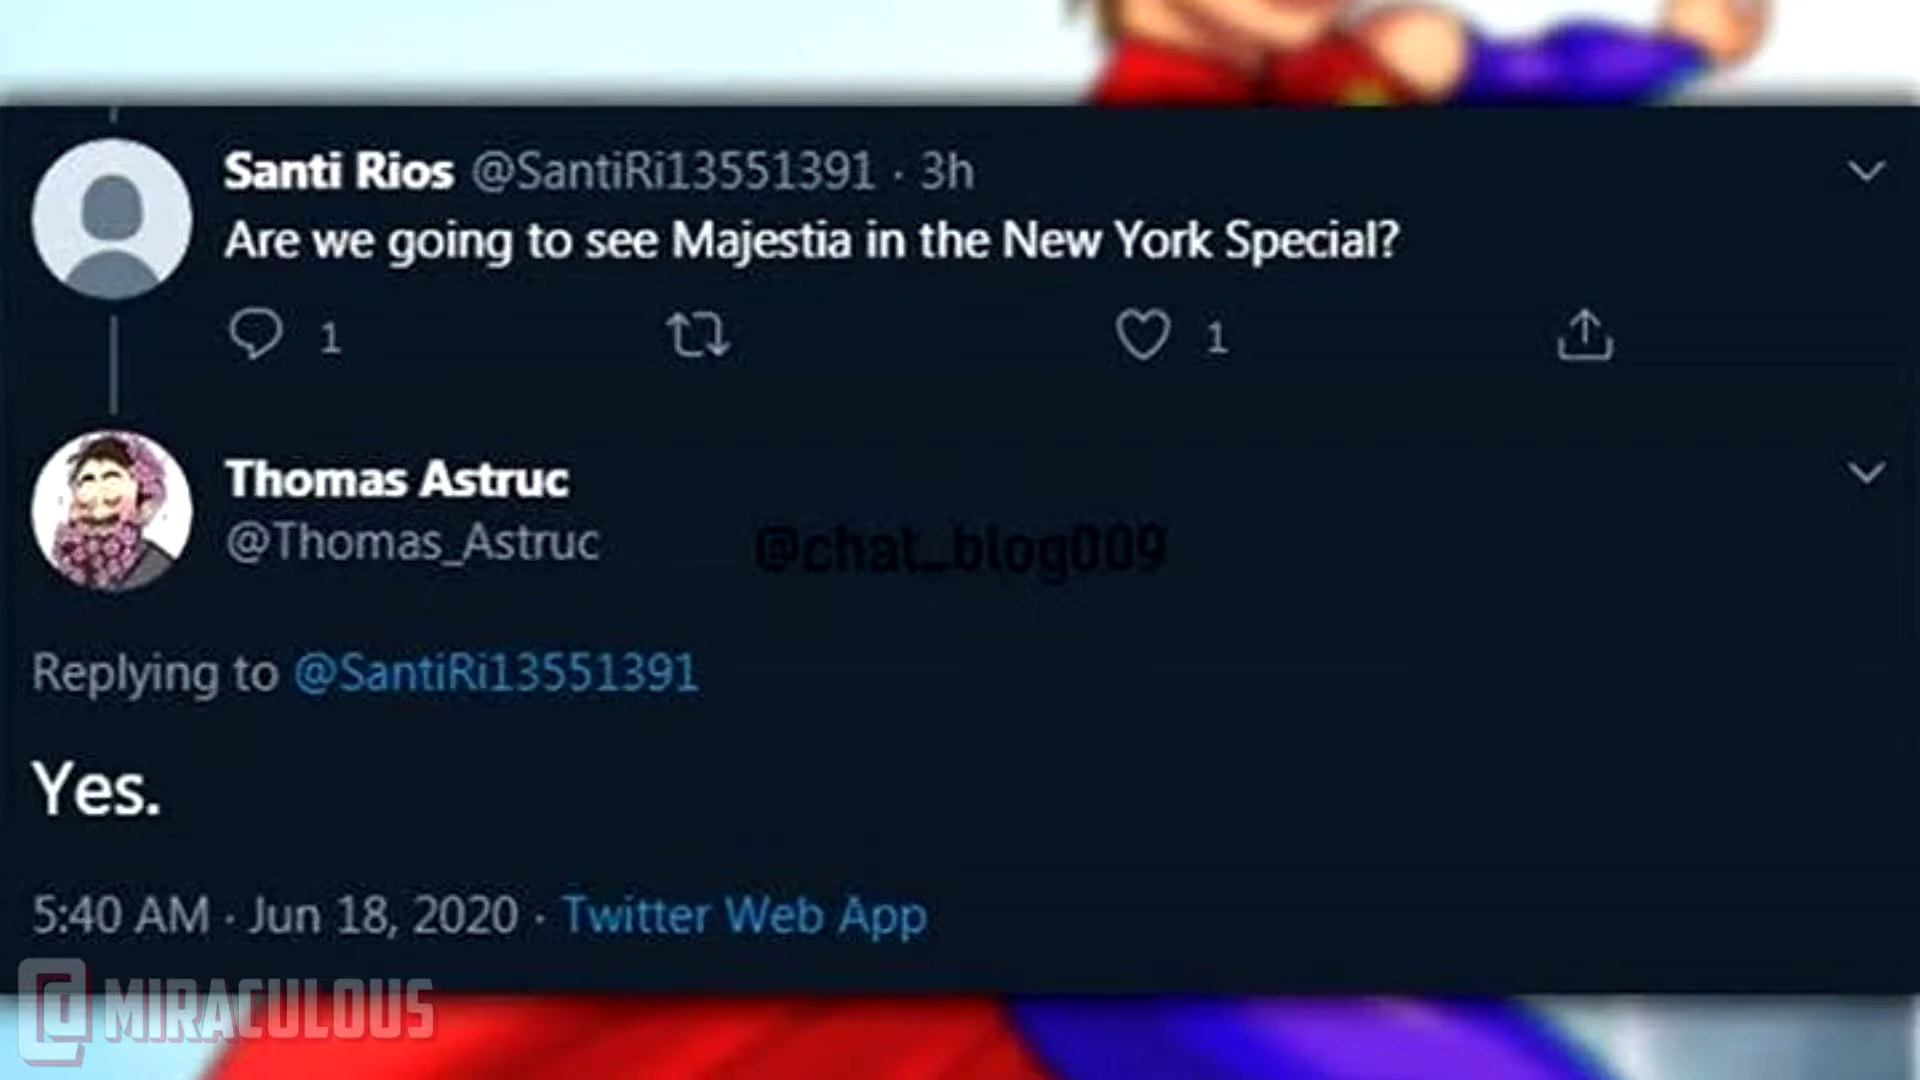 Santi Rios @SantiRi13551391 · 3h
Are we going to see Majestia in the New York Special?
1 1
Thomas Astruc
@Thomas_Astruc
@chat_blog009
Replying to @SantiRi13551391
Yes.
5:40 AM · Jun 18, 2020 · Twitter Web App
MIRACULOUS